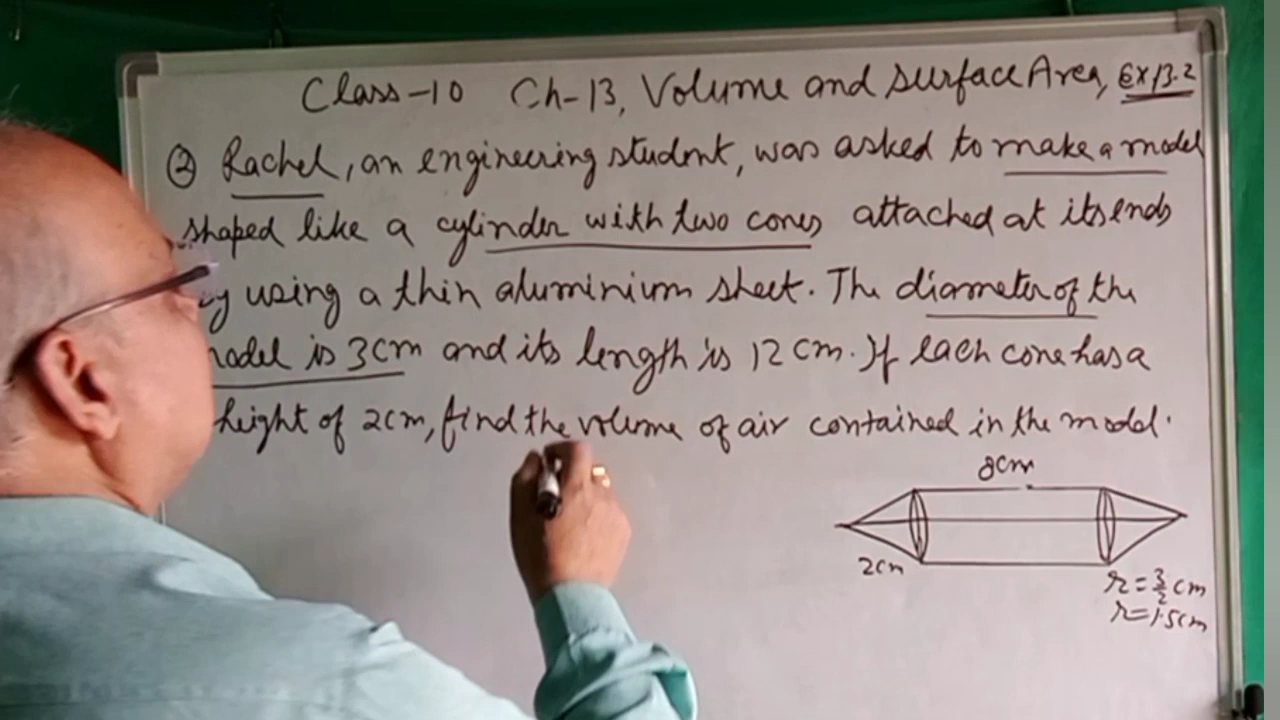 Class-10 Ch-13, Volume and Surface Area, Ex 13.2
② Rachel, an engineering student, was asked to make a model
shaped like a cylinder with two cones attached at its ends
using a thin aluminium sheet. The diameter of the
is 3cm and its length is 12 cm. If each cone has a
height of 2cm, find the volume of air contained in the model.
8cm
2cm
r=3/2 cm
r=1.5cm